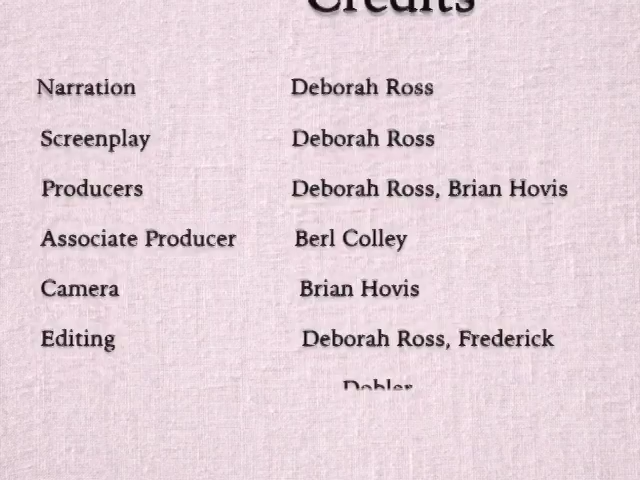 Credits
Narration Deborah Ross
Screenplay Deborah Ross
Producers Deborah Ross, Brian Hovis
Associate Producer Berl Colley
Camera Brian Hovis
Editing Deborah Ross, Frederick
Dobler